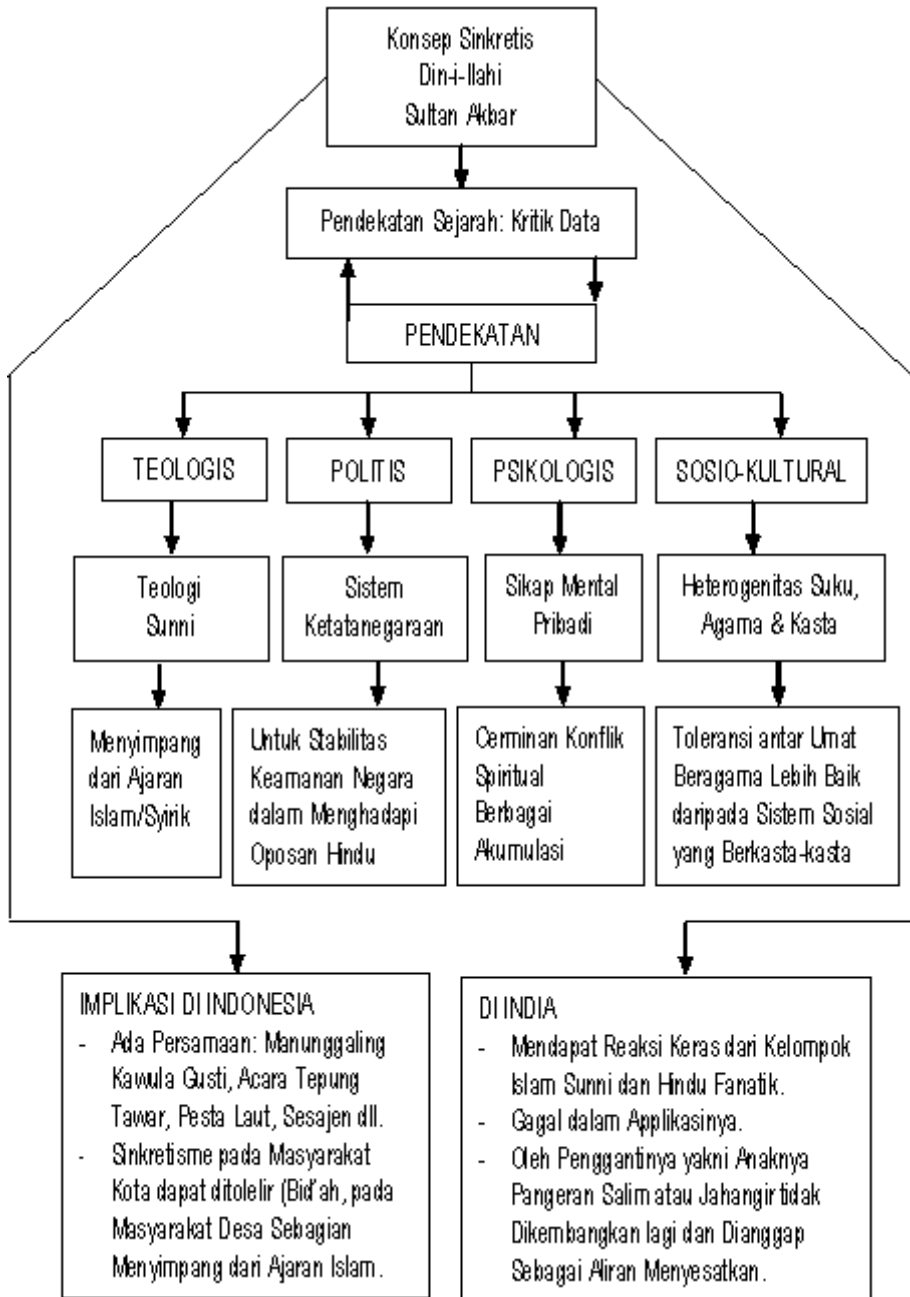 Konsep Sinkretis
Din-i-Ilahi
Sultan Akbar
Pendekatan Sejarah: Kritik Data
PENDEKATAN
TEOLOGIS
POLITIS
PSIKOLOGIS
SOSIO-KULTURAL
Teologi
Sunni
Sistem
Ketatanegaraan
Sikap Mental
Pribadi
Heterogenitas Suku,
Agama & Kasta
Menyimpang
dari Ajaran
Islam/Syirik
Untuk Stabilitas
Keamanan Negara
dalam Menghadapi
Oposan Hindu
Cerminan Konflik
Spiritual
Berbagai
Akumulasi
Toleransi antar Umat
Beragama Lebih Baik
daripada Sistem Sosial
yang Berkasta-kasta
IMPLIKASI DI INDONESIA
- Ada Persamaan: Manunggaling
Kawula Gusti, Acara Tepung
Tawar, Pesta Laut, Sesajen dll.
- Sinkretisme pada Masyarakat
Kota dapat ditolelir (Bid'ah, pada
Masyarakat Desa Sebagian
Menyimpang dari Ajaran Islam.
DI INDIA
- Mendapat Reaksi Keras dari Kelompok
Islam Sunni dan Hindu Fanatik.
- Gagal dalam Applikasinya.
- Oleh Penggantinya yakni Anaknya
Pangeran Salim atau Jahangir tidak
Dikembangkan lagi dan Dianggap
Sebagai Aliran Menyesatkan.